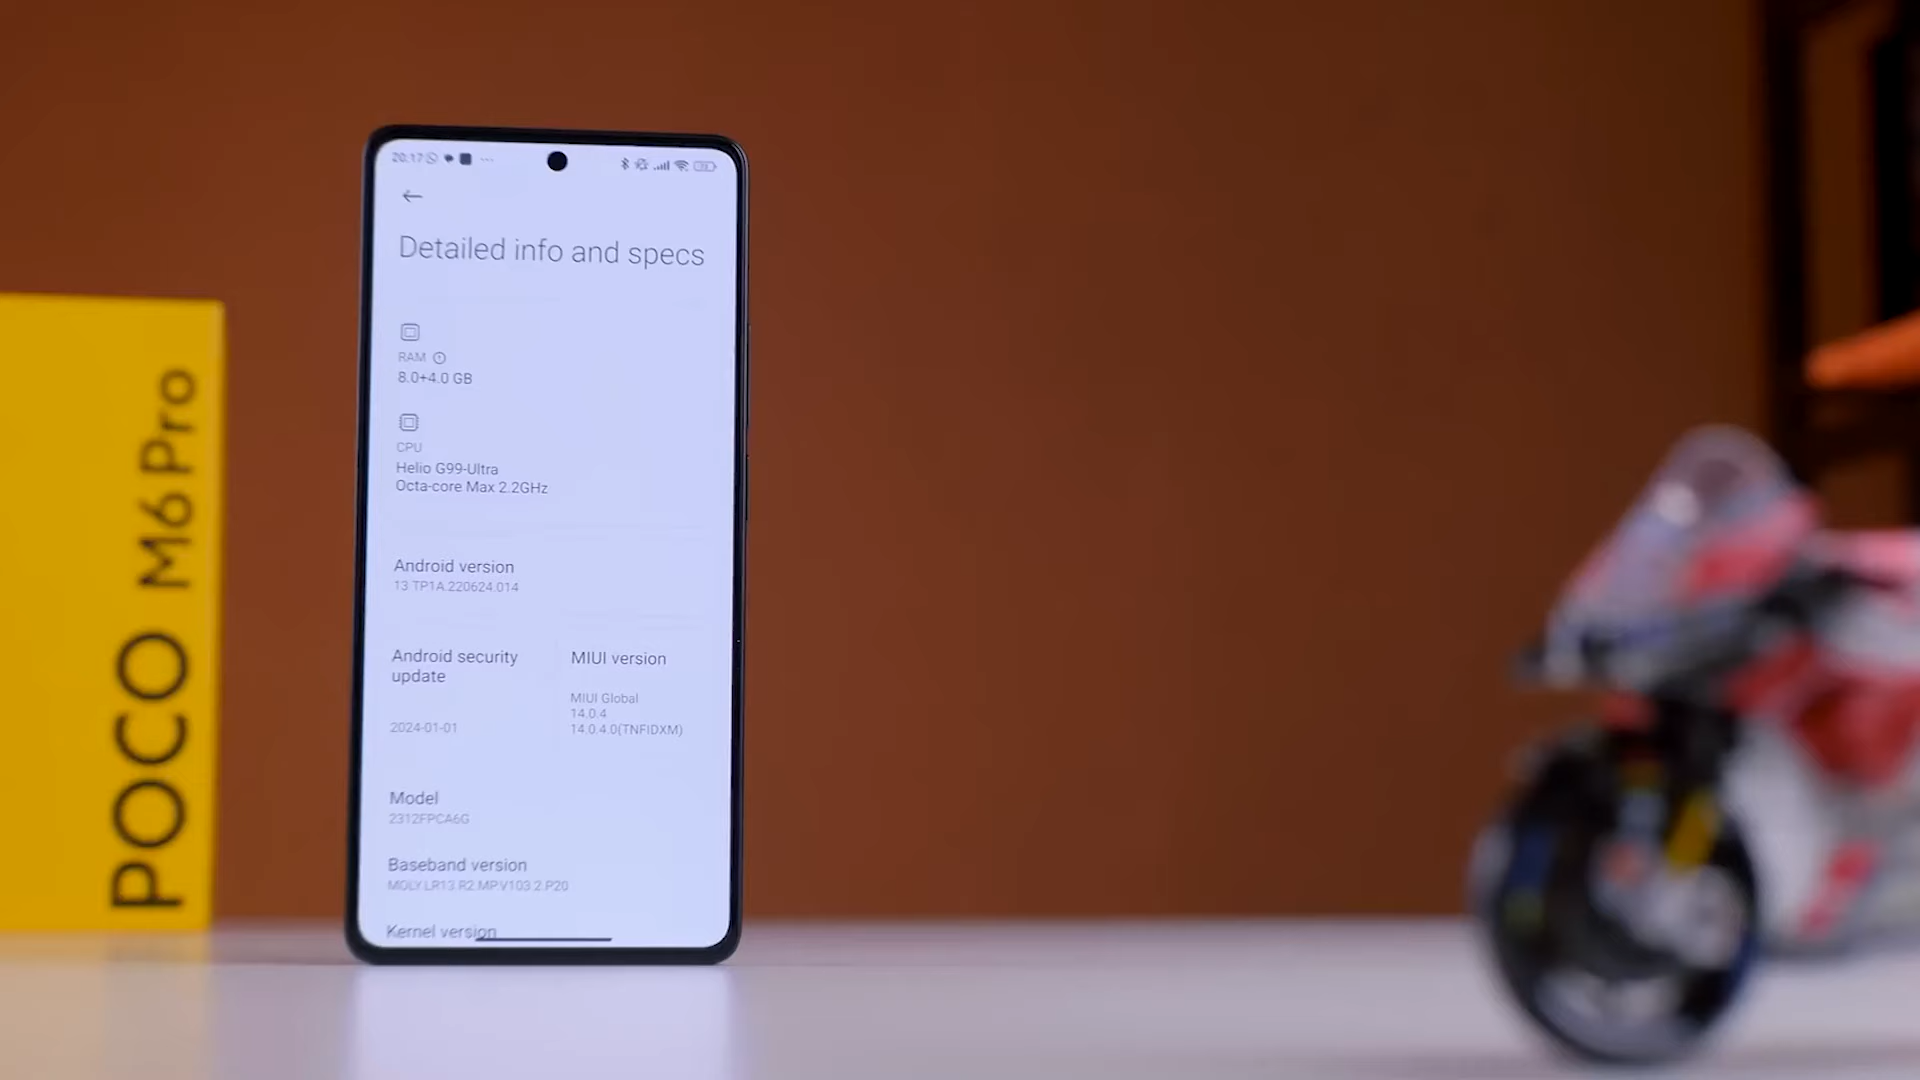 POCO M6 Pro
20:17
Detailed info and specs
RAM
8.0+4.0 GB
CPU
Helio G99-Ultra
Octa-core Max 2.2GHz
Android version
13 TP1A.220624.014
Android security
update
2024-01-01
MIUI version
MIUI Global
14.0.4
14.0.4.0(TNFIDXM)
Model
2312FPCA6G
Baseband version
MOLY.LR13.R2.MP.V103.2.P20
Kernel version